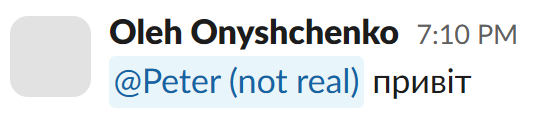 Oleh Onyshchenko 7:10 PM
@Peter (not real) привіт